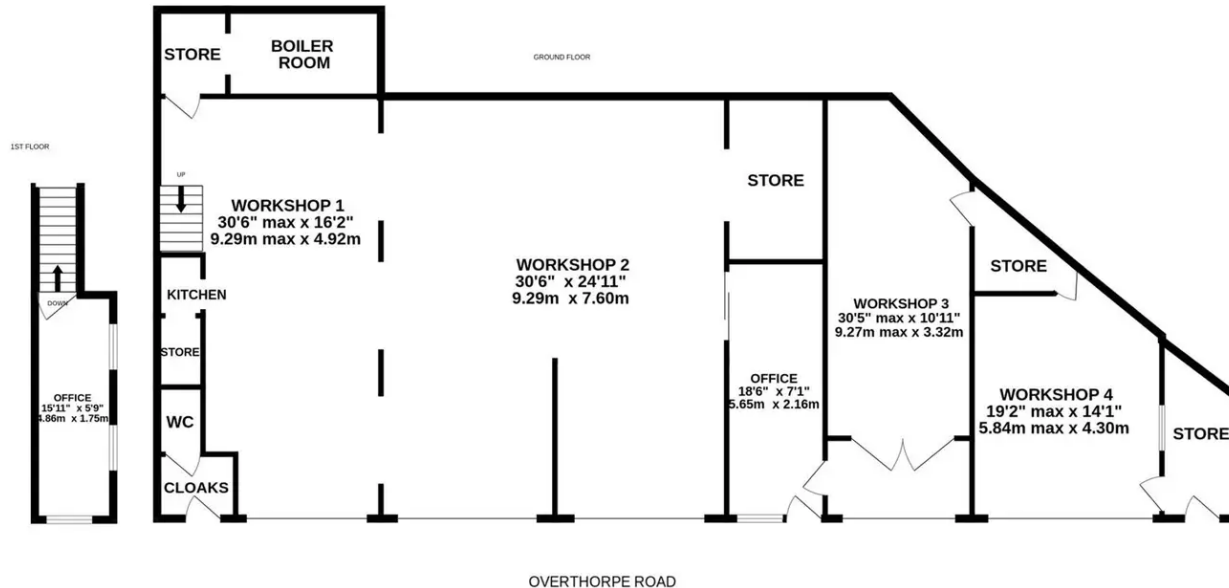 GROUND FLOOR
1ST FLOOR
STORE
BOILER
ROOM
UP
WORKSHOP 1
30'6" max x 16'2"
9.29m max x 4.92m
KITCHEN
STORE
WC
CLOAKS
DOWN
OFFICE
15'11" x 5'9"
4.86m x 1.75m
WORKSHOP 2
30'6" x 24'11"
9.29m x 7.60m
STORE
OFFICE
18'6" x 7'1"
5.65m x 2.16m
WORKSHOP 3
30'5" max x 10'11"
9.27m max x 3.32m
STORE
WORKSHOP 4
19'2" max x 14'1"
5.84m max x 4.30m
STORE
OVERTHORPE ROAD